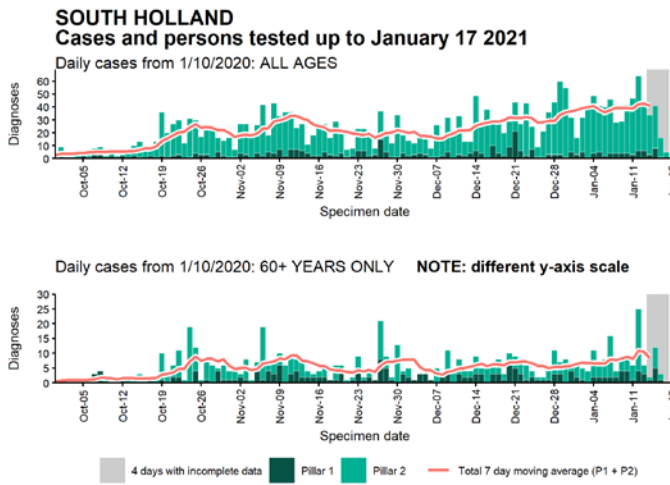 SOUTH HOLLAND
Cases and persons tested up to January 17 2021
Daily cases from 1/10/2020: ALL AGES
Diagnoses
60
50
40
30
20
10
0
Oct-05
Oct-12
Oct-19
Oct-26
Nov-02
Nov-09
Nov-16
Nov-23
Nov-30
Dec-07
Dec-14
Dec-21
Dec-28
Jan-04
Jan-11
Specimen date
Daily cases from 1/10/2020: 60+ YEARS ONLY NOTE: different y-axis scale
Diagnoses
30
25
20
15
10
5
0
Oct-05
Oct-12
Oct-19
Oct-26
Nov-02
Nov-09
Nov-16
Nov-23
Nov-30
Dec-07
Dec-14
Dec-21
Dec-28
Jan-04
Jan-11
Specimen date
4 days with incomplete data Pillar 1 Pillar 2 Total 7 day moving average (P1 + P2)